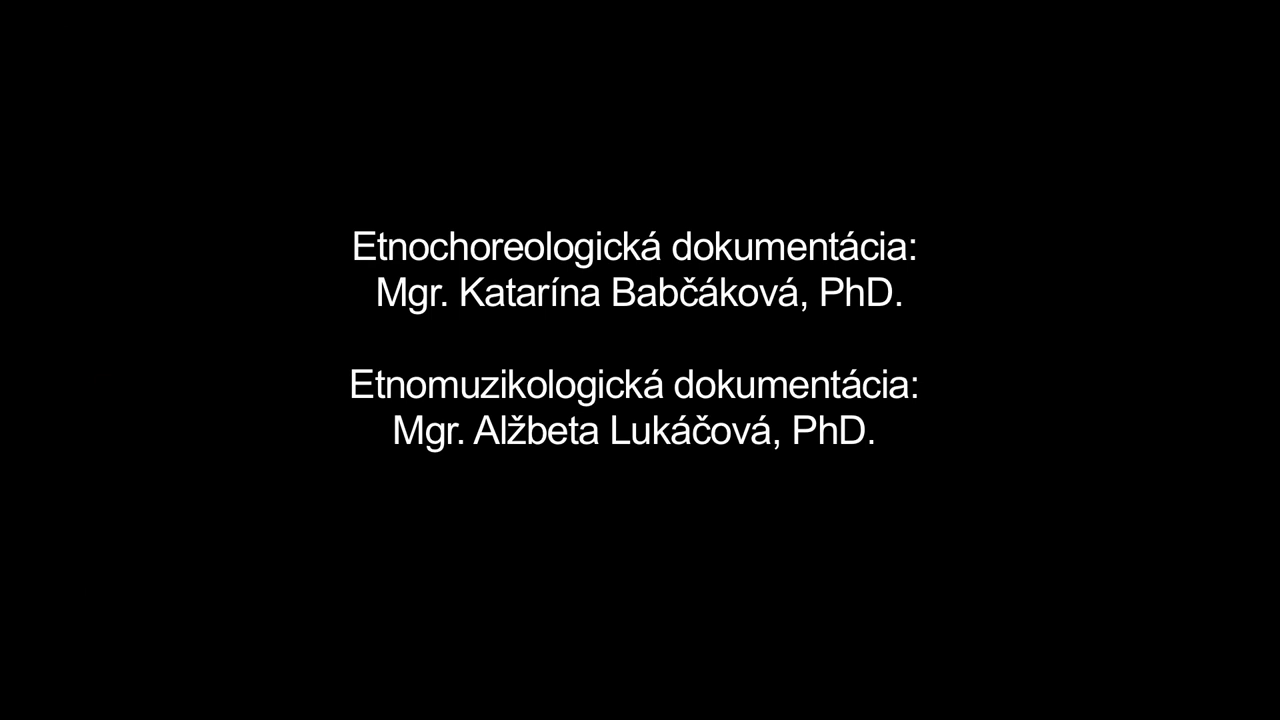 Etnochoreologická dokumentácia:
Mgr. Katarína Babčáková, PhD.
Etnomuzikologická dokumentácia:
Mgr. Alžbeta Lukáčová, PhD.